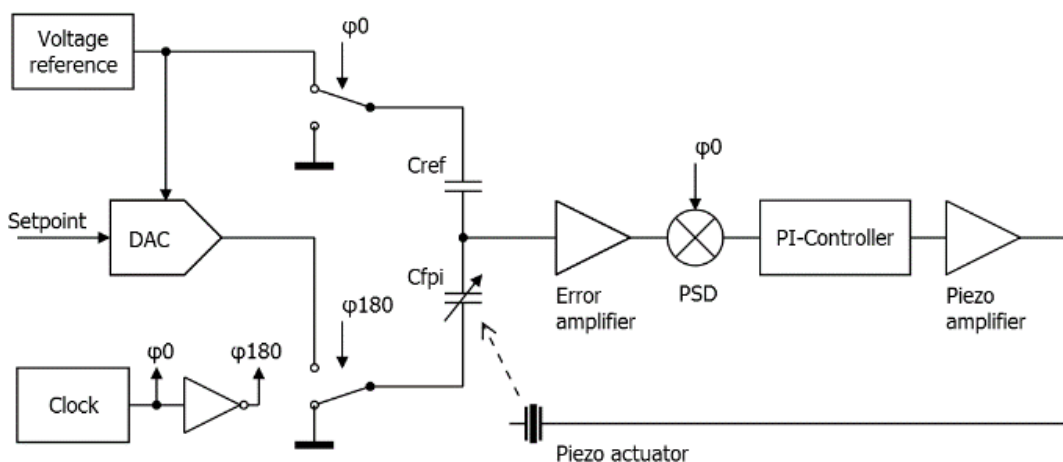 Voltage
reference
φ0
Cref
φ0
Setpoint
DAC
Cfpi
Error
amplifier
PSD
PI-Controller
Piezo
amplifier
φ180
φ0
φ180
Clock
Piezo actuator